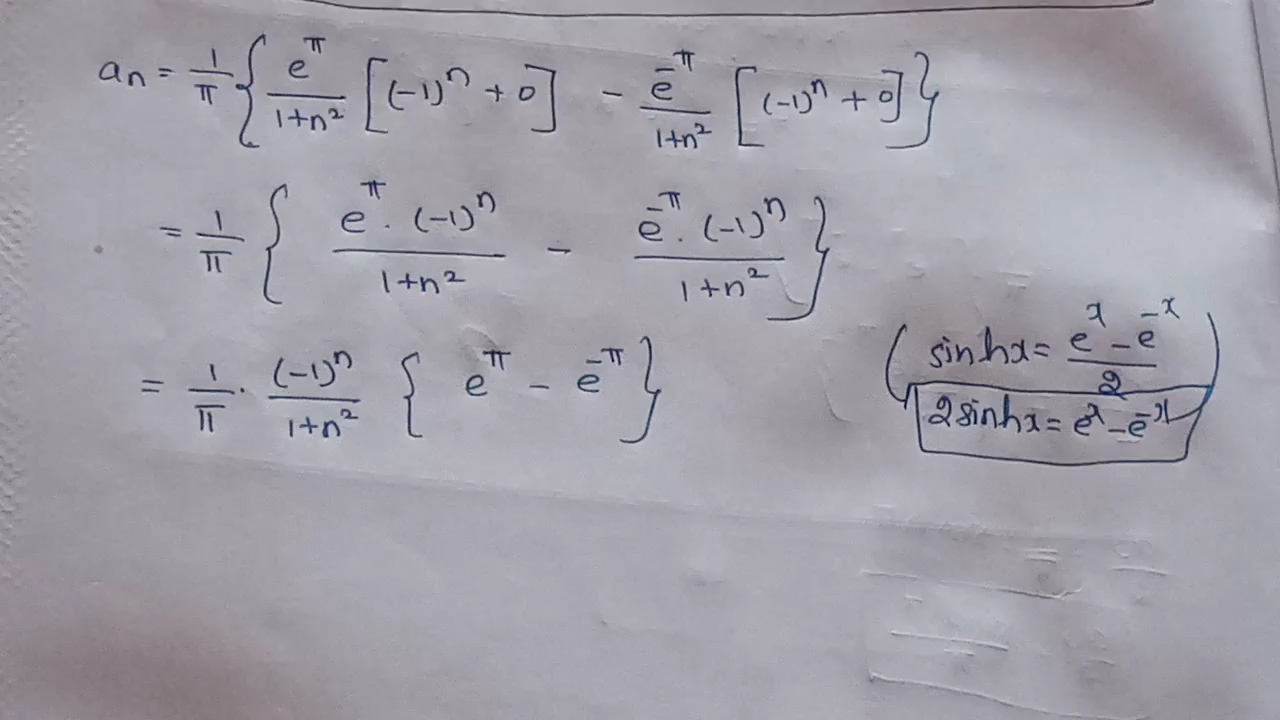 aₙ = 1/π { e^π/(1+n²) [(-1)ⁿ + 0] - e^-π/(1+n²) [(-1)ⁿ + 0] }
= 1/π { e^π · (-1)ⁿ/(1+n²) - e^-π · (-1)ⁿ/(1+n²) }
= 1/π · (-1)ⁿ/(1+n²) { e^π - e^-π }
( sinhx = (e^x - e^-x)/2 )
2sinhx = e^x - e^-x